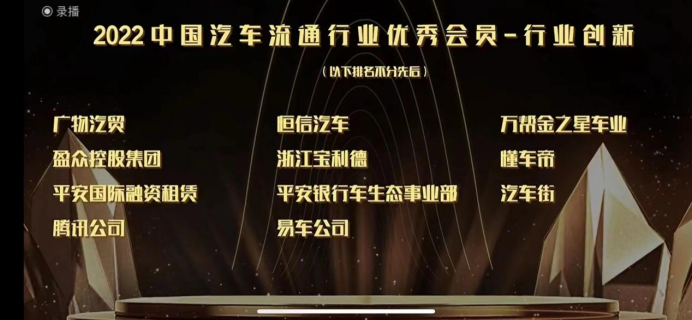 录播
2022中国汽车流通行业优秀会员-行业创新
（以下排名不分先后）
广物汽贸 恒信汽车 万帮金之星车业
盈众控股集团 浙江宝利德 懂车帝
平安国际融资租赁 平安银行车生态事业部 汽车街
腾讯公司 易车公司